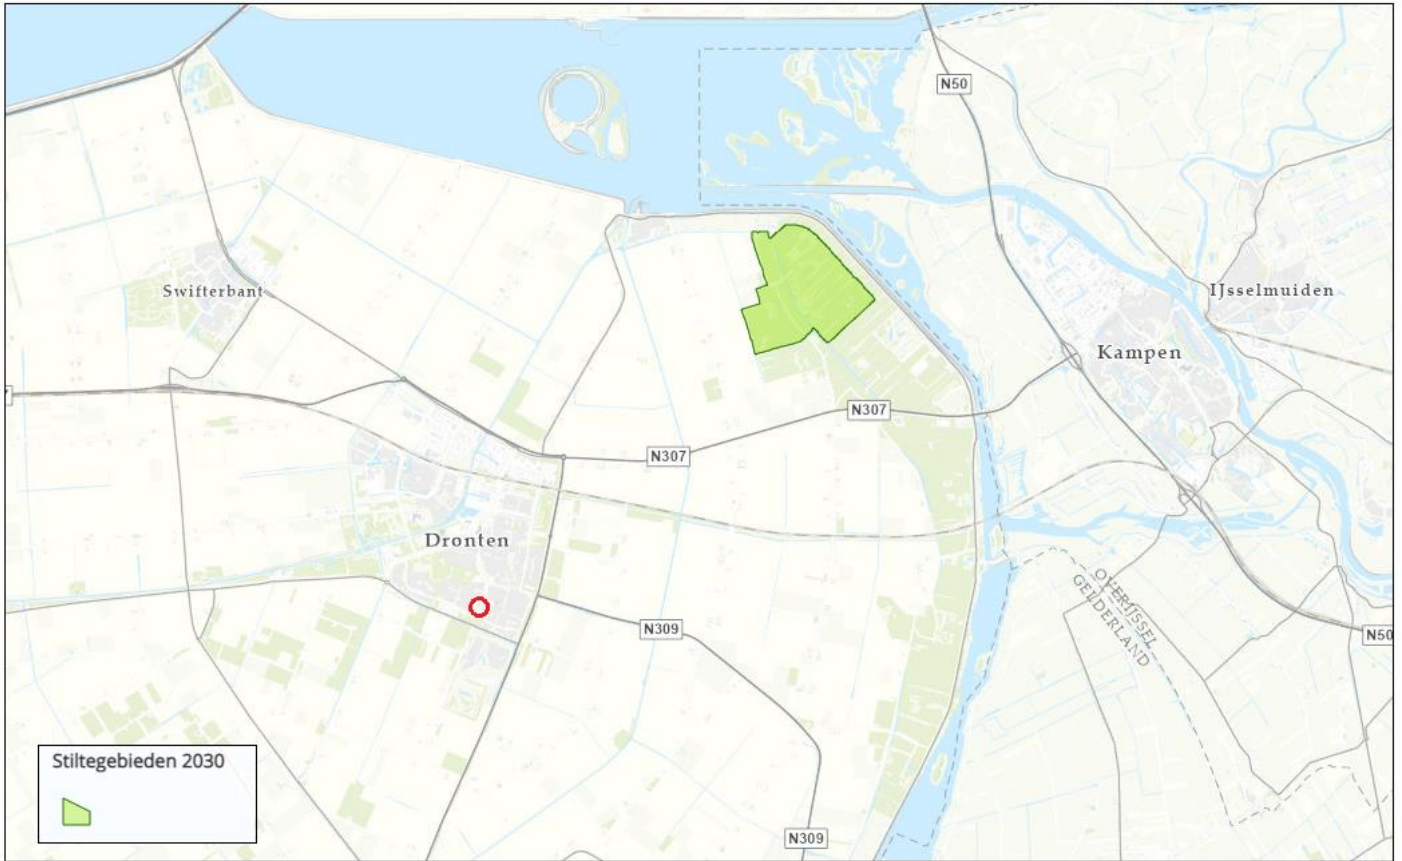 N50
Swifterbant
IJsselmuiden
Kampen
N307
N307
Dronten
OVERIJSSEL
GELDERLAND
N309
N50
Stiltegebieden 2030
N309